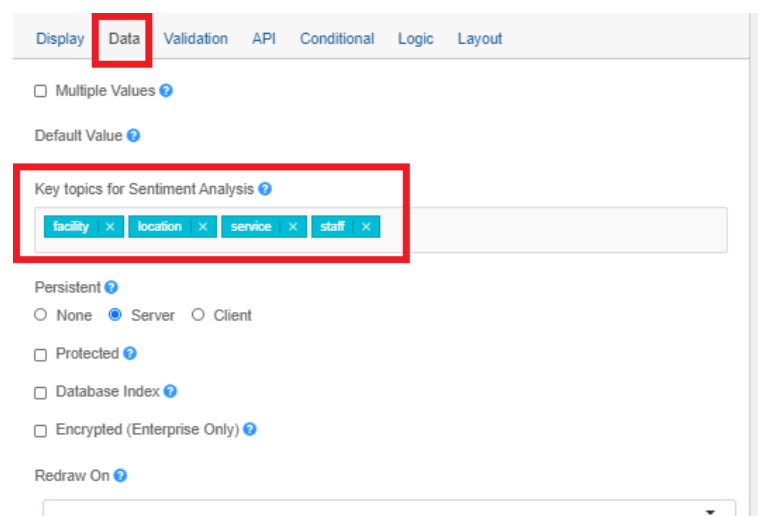 Display Data Validation API Conditional Logic Layout
Multiple Values
Default Value
Key topics for Sentiment Analysis
facility × location × service × staff ×
Persistent
None Server Client
Protected
Database Index
Encrypted (Enterprise Only)
Redraw On